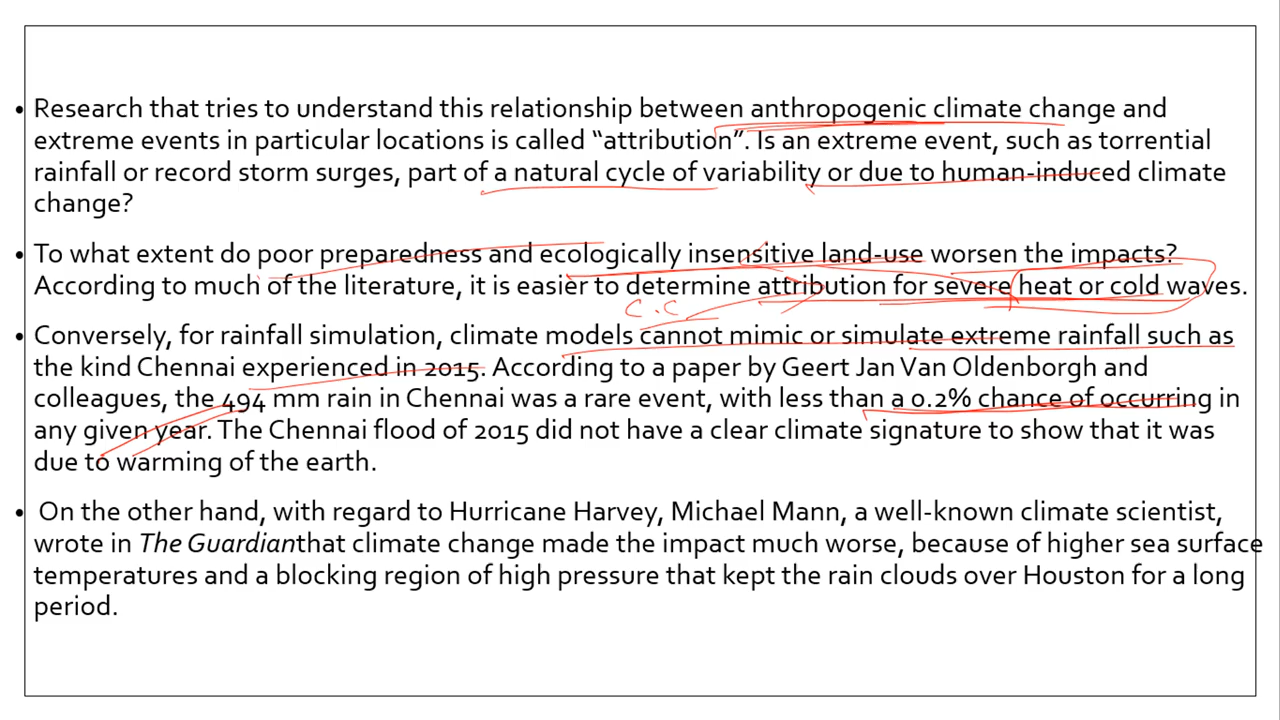 • Research that tries to understand this relationship between anthropogenic climate change and
extreme events in particular locations is called “attribution”. Is an extreme event, such as torrential
rainfall or record storm surges, part of a natural cycle of variability or due to human-induced climate
change?
• To what extent do poor preparedness and ecologically insensitive land-use worsen the impacts?
According to much of the literature, it is easier to determine attribution for severe heat or cold waves.
C.C
• Conversely, for rainfall simulation, climate models cannot mimic or simulate extreme rainfall such as
the kind Chennai experienced in 2015. According to a paper by Geert Jan Van Oldenborgh and
colleagues, the 494 mm rain in Chennai was a rare event, with less than a 0.2% chance of occurring in
any given year. The Chennai flood of 2015 did not have a clear climate signature to show that it was
due to warming of the earth.
• On the other hand, with regard to Hurricane Harvey, Michael Mann, a well-known climate scientist,
wrote in The Guardianthat climate change made the impact much worse, because of higher sea surface
temperatures and a blocking region of high pressure that kept the rain clouds over Houston for a long
period.